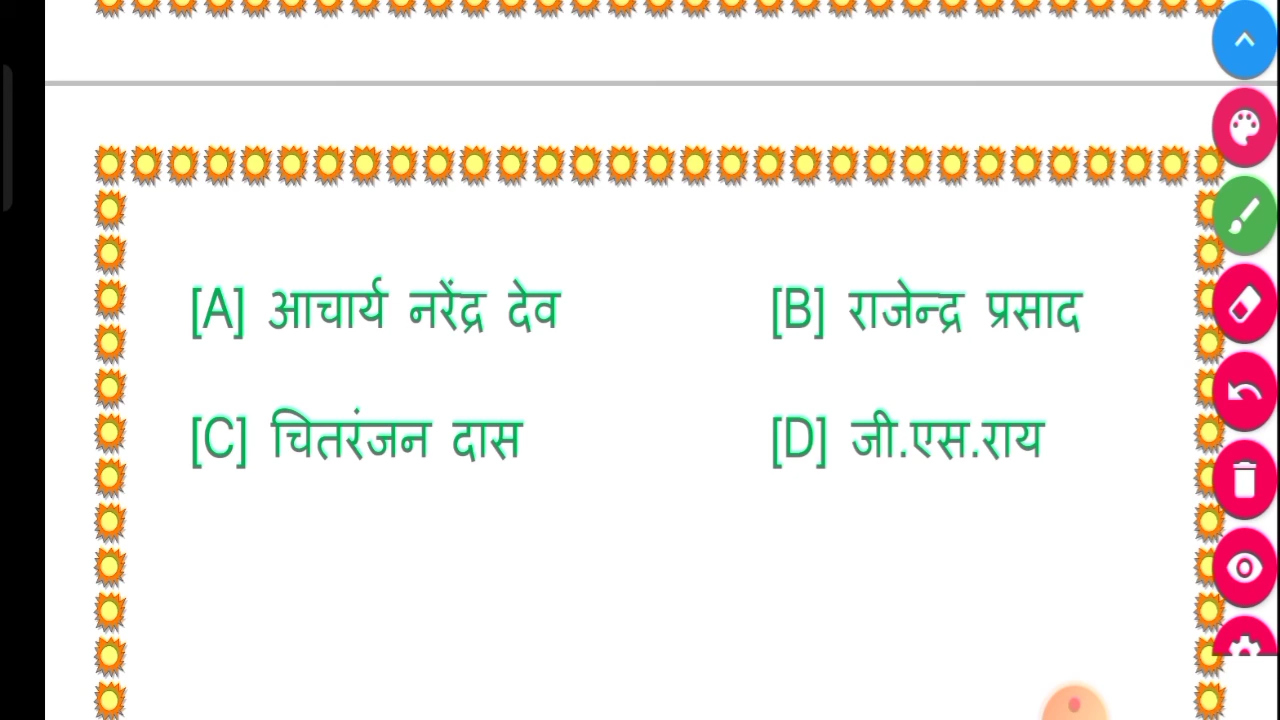 [A] आचार्य नरेंद्र देव [B] राजेन्द्र प्रसाद
[C] चितरंजन दास [D] जी.एस.राय